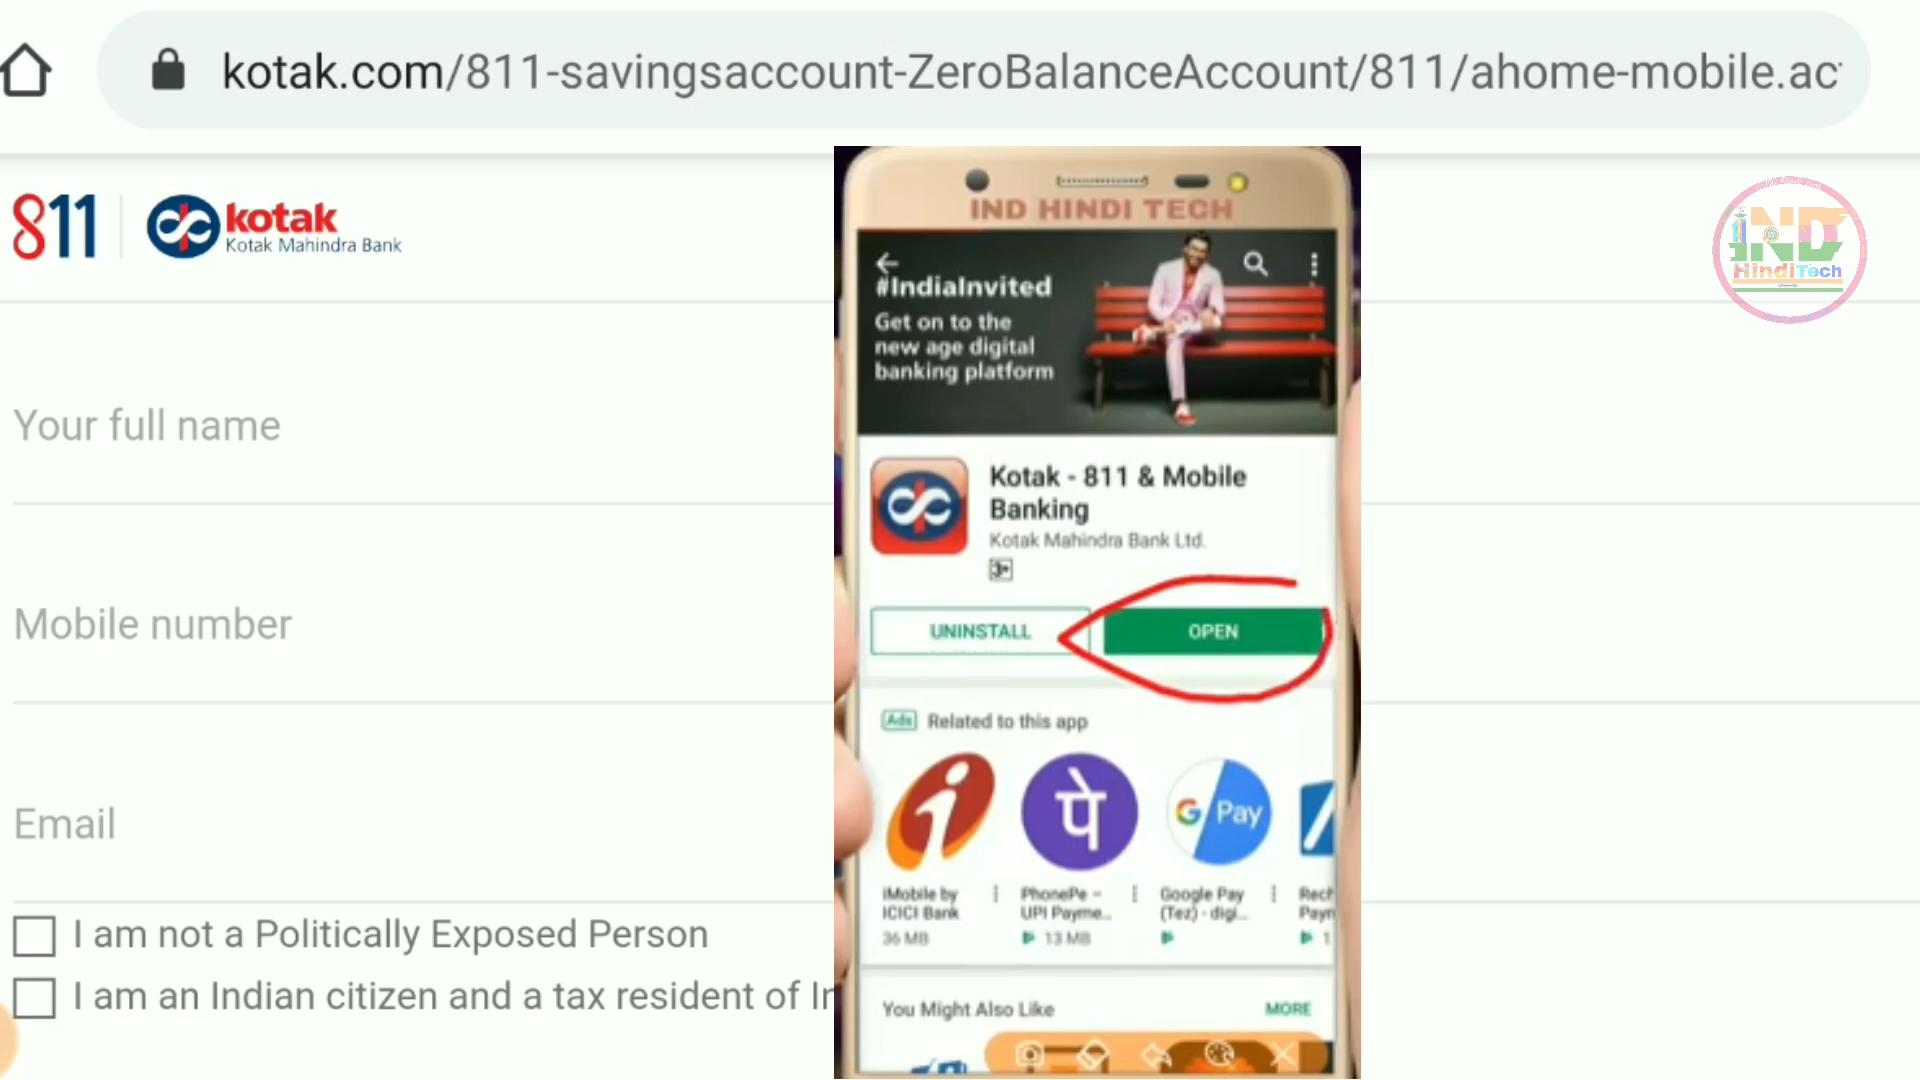 kotak.com/811-savingsaccount-ZeroBalanceAccount/811/ahome-mobile.ac
811
kotak
Kotak Mahindra Bank
Your full name
Mobile number
Email
I am not a Politically Exposed Person
I am an Indian citizen and a tax resident of
IND HINDI TECH
#IndiaInvited
Get on to the
new age digital
banking platform
Kotak - 811 & Mobile
Banking
Kotak Mahindra Bank Ltd.
3+
UNINSTALL
OPEN
Ads Related to this app
iMobile by
ICICI Bank
36 MB
पे
PhonePe –
UPI Payme...
13 MB
G Pay
Google Pay
(Tez) - digi...
You Might Also Like
MORE
iND
HindiTech